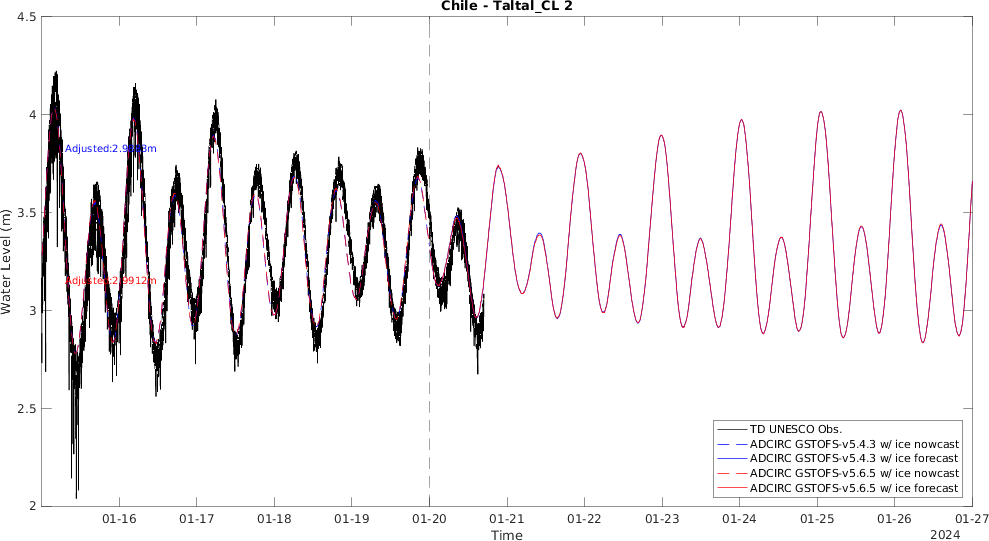 Chile - Taltal_CL 2
4.5
4
3.5
3
2.5
2
Water Level (m)
Adjusted:
Adjusted:2.9912m
TD UNESCO Obs.
ADCIRC GSTOFS-v5.4.3 w/ ice nowcast
ADCIRC GSTOFS-v5.4.3 w/ ice forecast
ADCIRC GSTOFS-v5.6.5 w/ ice nowcast
ADCIRC GSTOFS-v5.6.5 w/ ice forecast
01-16 01-17 01-18 01-19 01-20 01-21 01-22 01-23 01-24 01-25 01-26 01-27
Time
2024